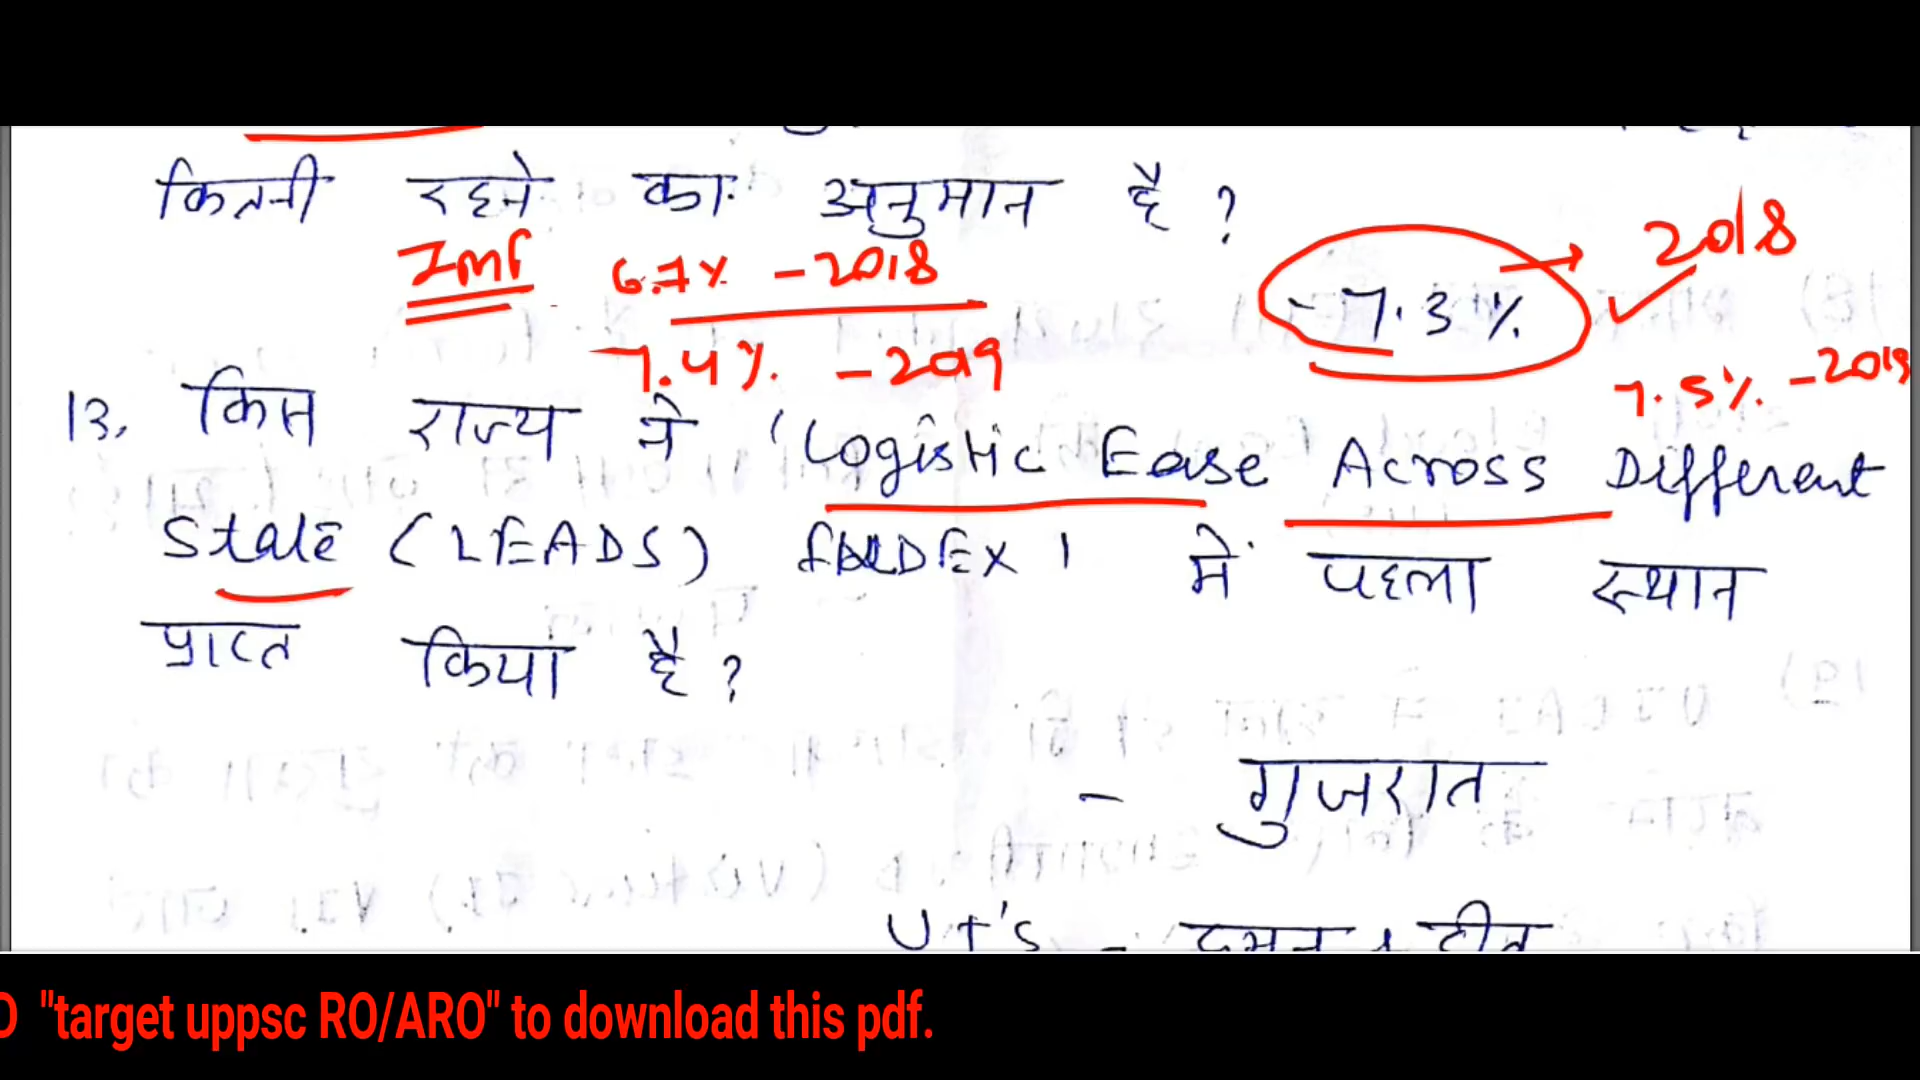 कितनी रहने का अनुमान है ?
Imf 6.7% - 2018
- 7.3% 2018
7.4% - 2019
7.5% - 2019
13. किस राज्य ने 'Logistic Ease Across Different
State (LEADS) INDEX' में पहला स्थान
प्राप्त किया है ?
- गुजरात
UT's - दमन व दीव
"target uppsc RO/ARO" to download this pdf.